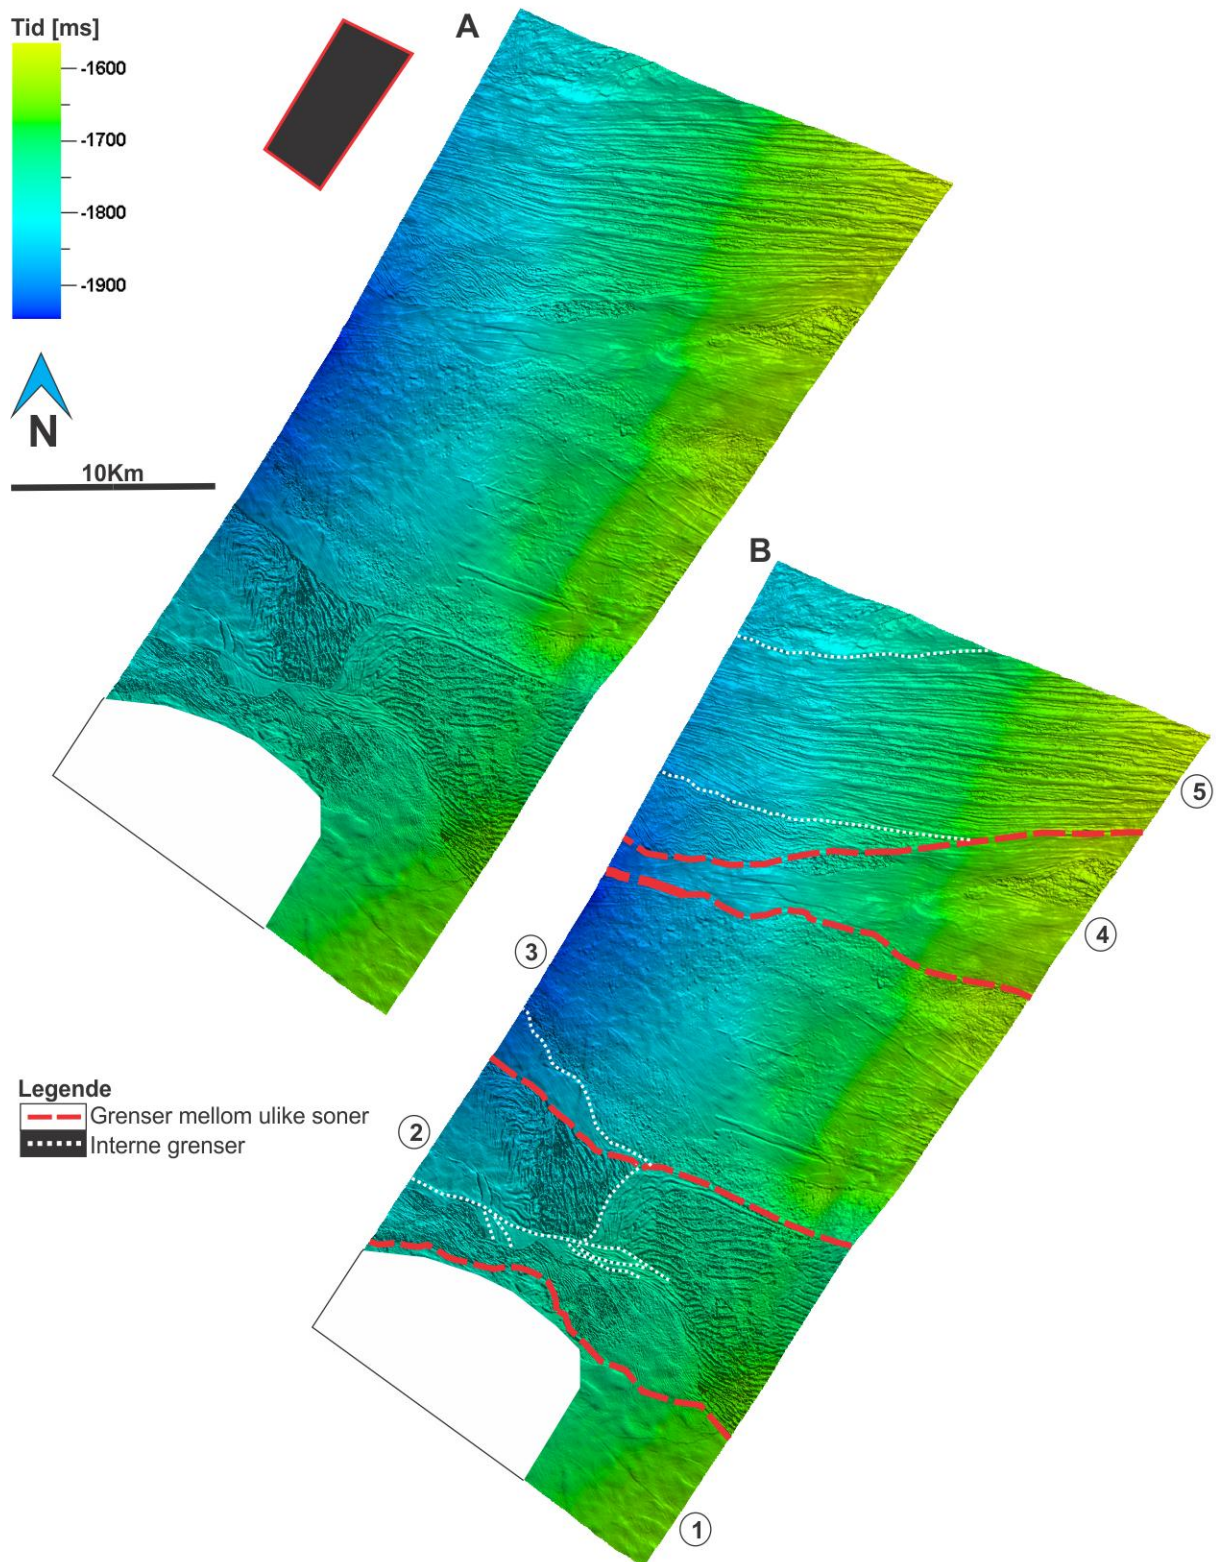 Tid [ms]
-1600
-1700
-1800
-1900
N
10Km
A
B
5
4
3
2
1
Legende
Grenser mellom ulike soner
Interne grenser